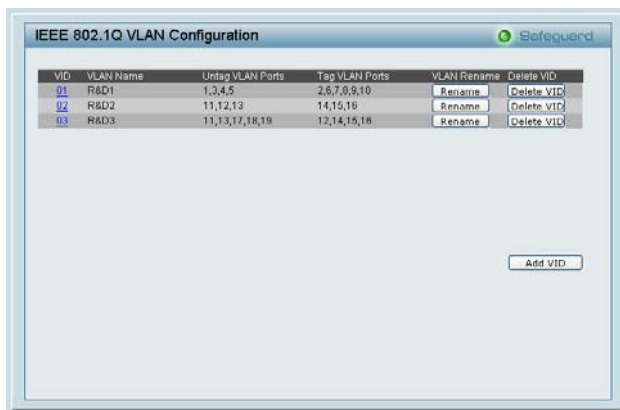 IEEE 802.1Q VLAN Configuration
Safeguard
VID VLAN Name Untag VLAN Ports Tag VLAN Ports VLAN Rename Delete VID
01 R&D1 1,3,4,5 2,6,7,8,9,10 Rename Delete VID
02 R&D2 11,12,13 14,15,16 Rename Delete VID
03 R&D3 11,13,17,18,19 12,14,15,16 Rename Delete VID
Add VID